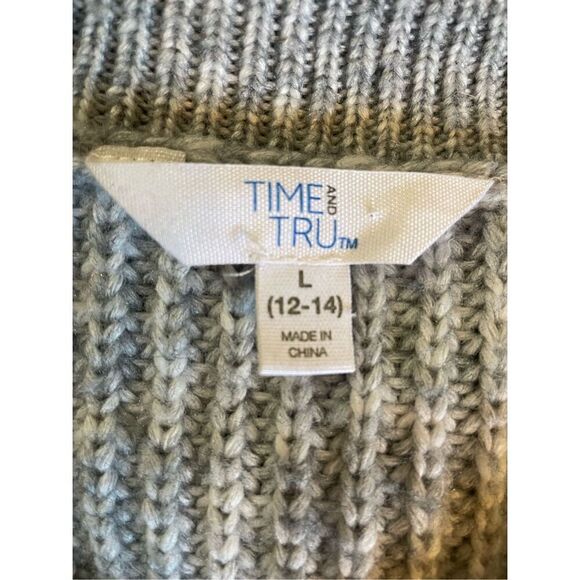 TIME AND
TRU™
L
(12-14)
MADE IN
CHINA